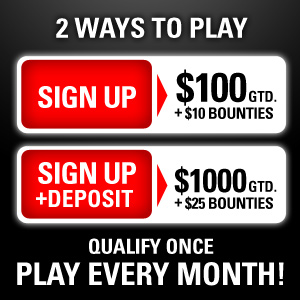 2 WAYS TO PLAY
SIGN UP
$100 GTD.
+ $10 BOUNTIES
SIGN UP
+DEPOSIT
$1000 GTD.
+ $25 BOUNTIES
QUALIFY ONCE
PLAY EVERY MONTH!